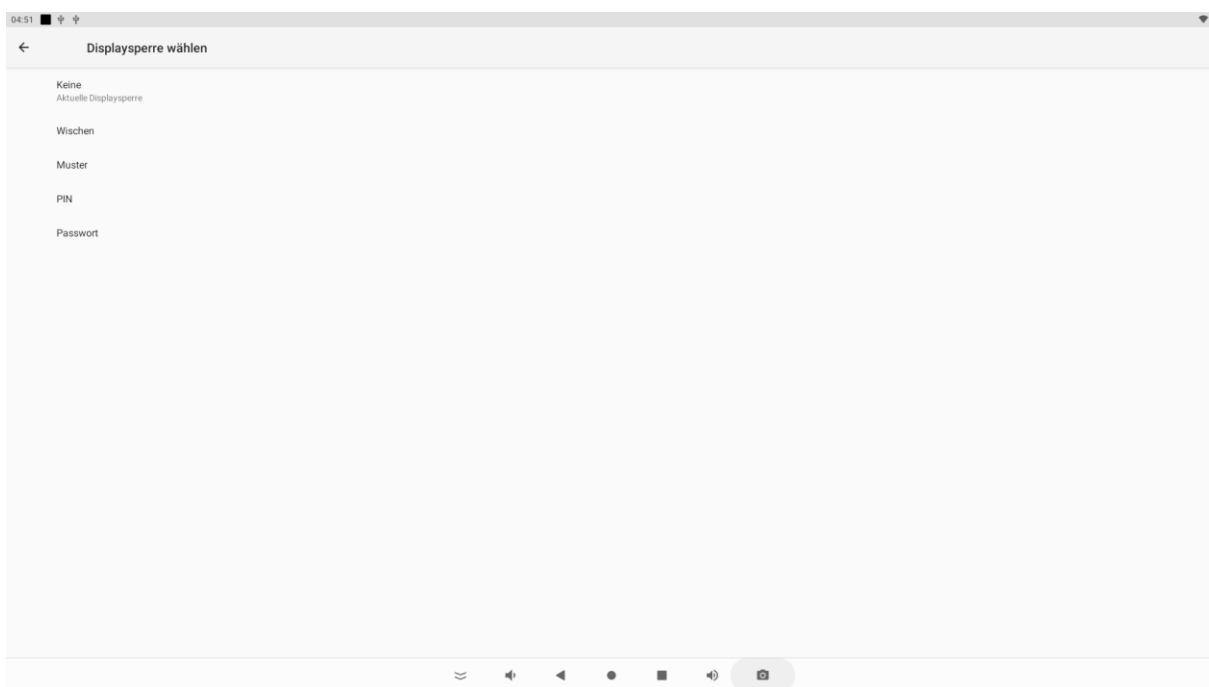 04:51
Displaysperre wählen
Keine
Aktuelle Displaysperre
Wischen
Muster
PIN
Passwort